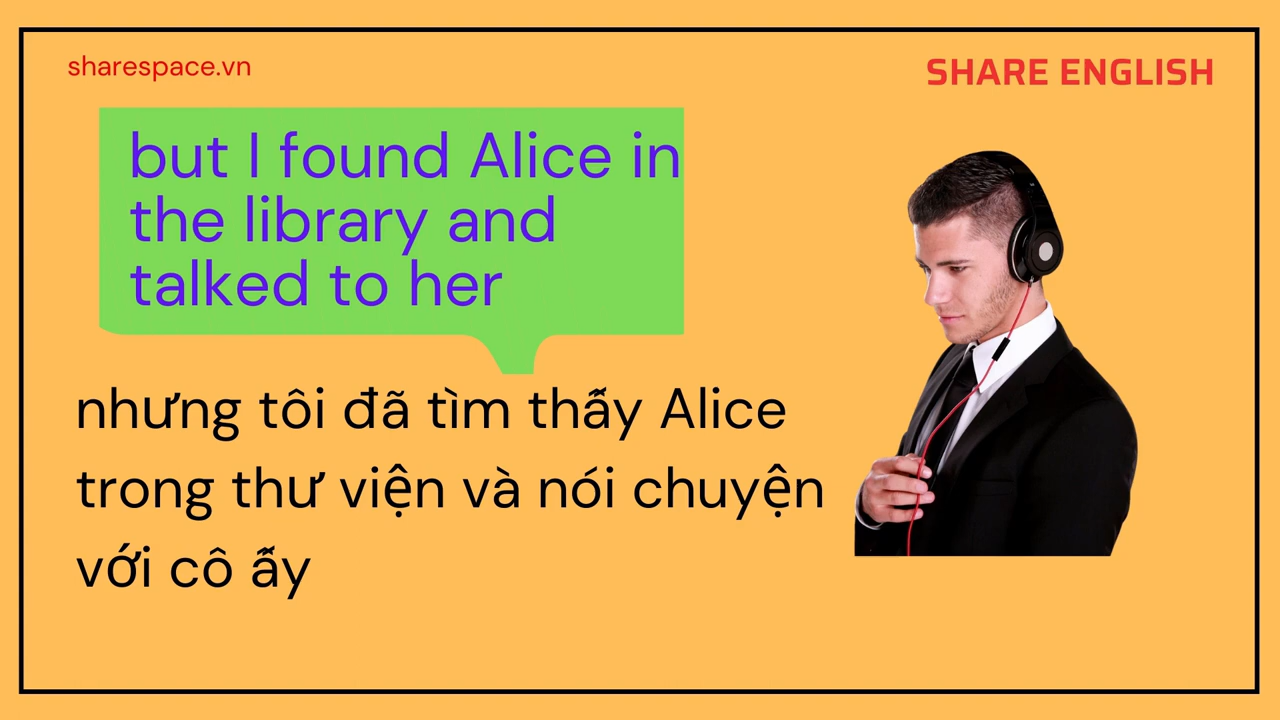 sharespace.vn
SHARE ENGLISH
but I found Alice in
the library and
talked to her
nhưng tôi đã tìm thấy Alice
trong thư viện và nói chuyện
với cô ấy